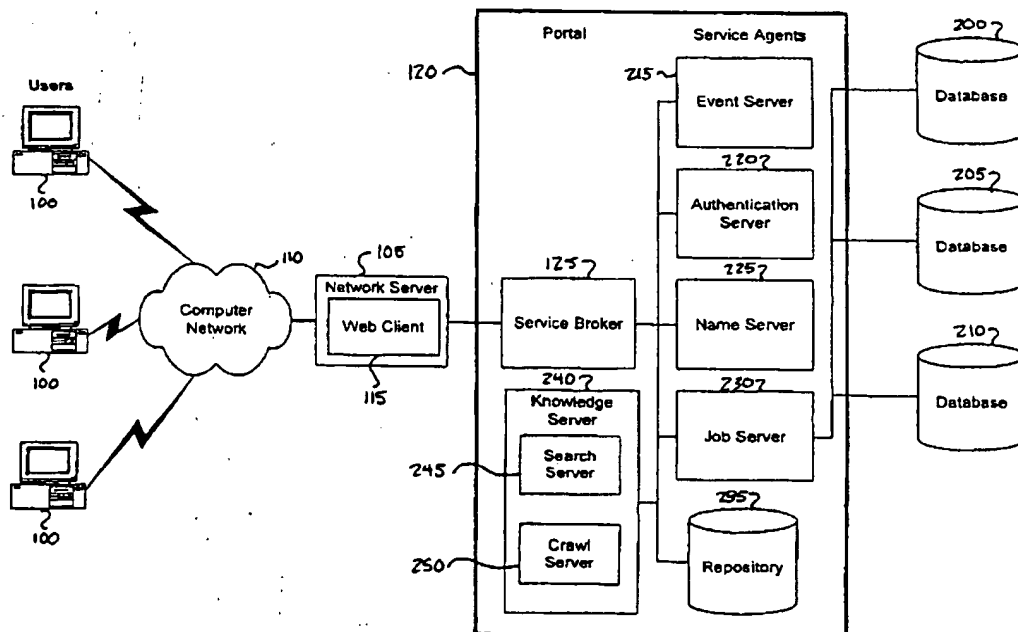 Portal
Service Agents
200
120
215
Users
Event Server
Database
100
220
Authentication
Server
205
110
105
125
225
Database
Network Server
Computer
Network
Web Client
Service Broker
Name Server
210
100
115
240
230
Knowledge
Server
Job Server
Database
245
Search
Server
235
100
250
Crawl
Server
Repository